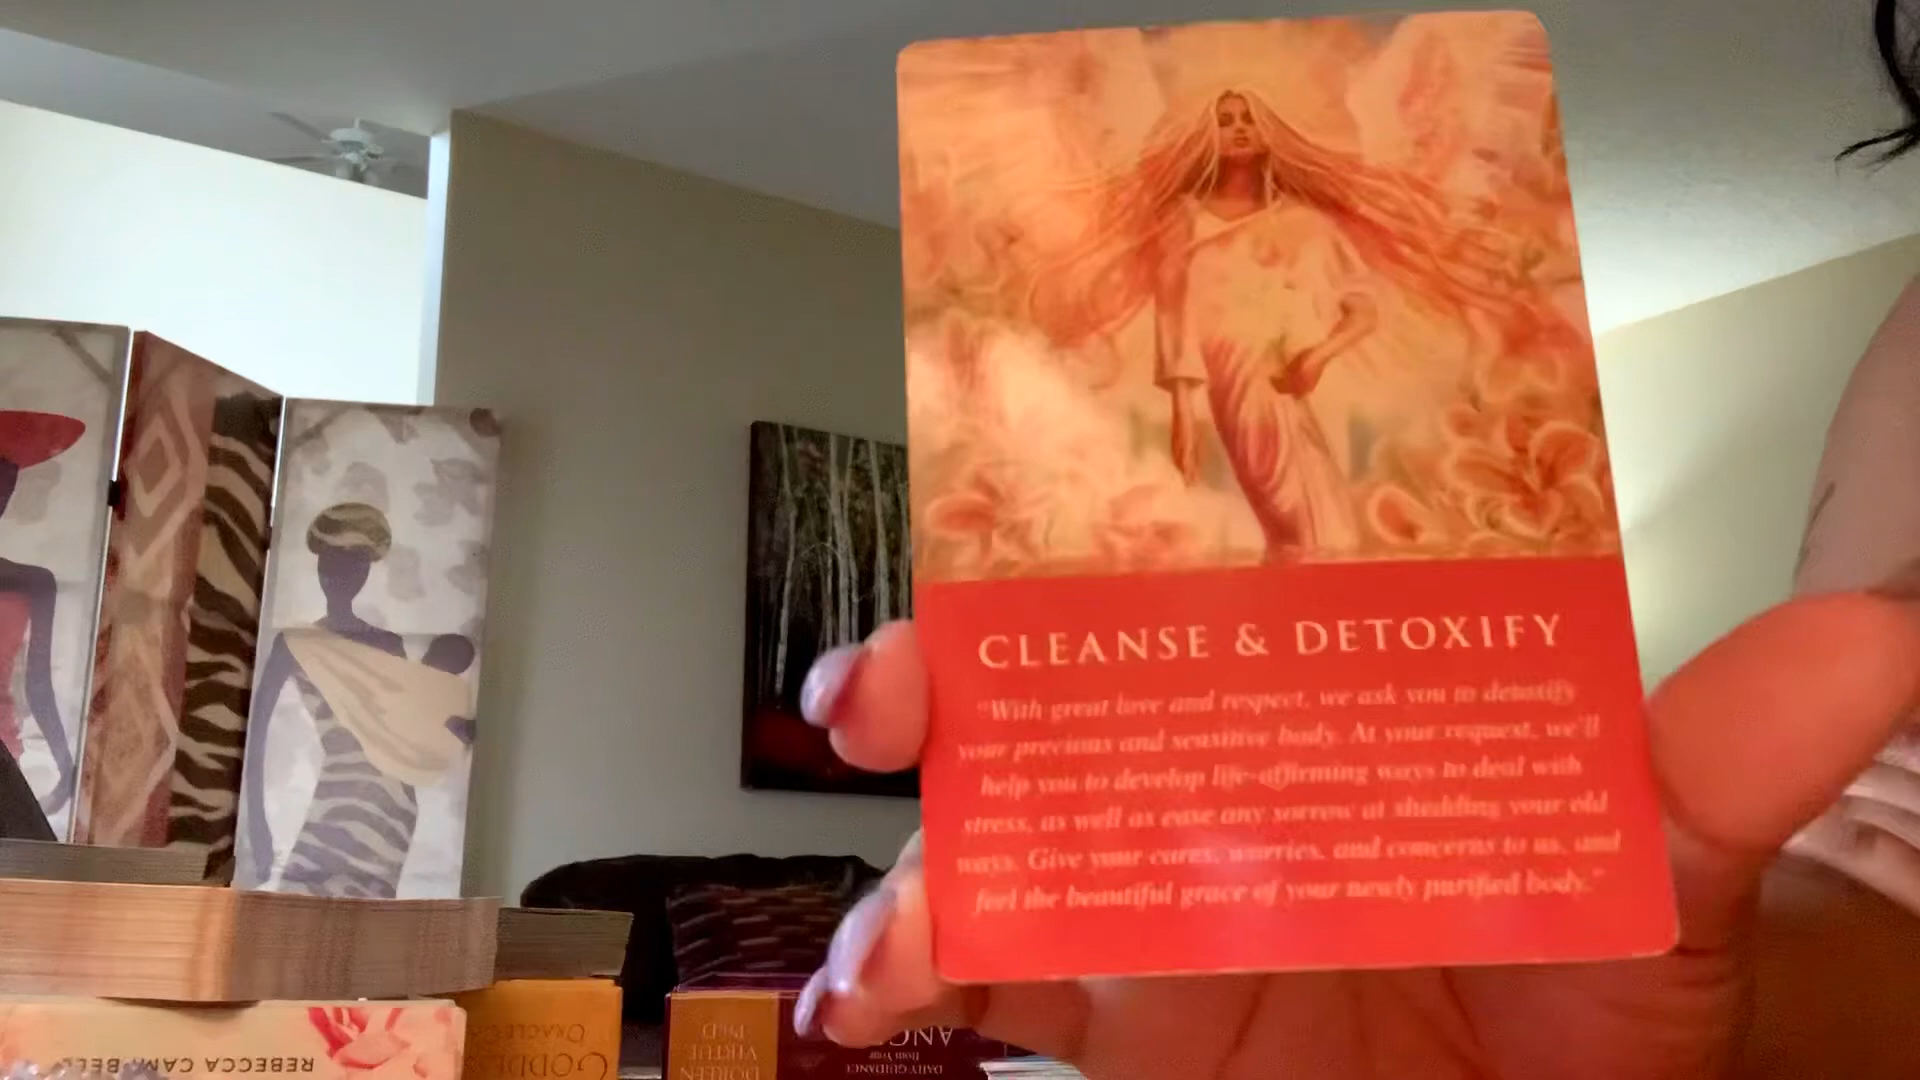 CLEANSE & DETOXIFY
"With great love and respect, we ask you to detoxify
your precious and sensitive body. At your request, we'll
help you to develop life-affirming ways to deal with
stress, as well as ease any sorrow at shedding your old
ways. Give your cares, worries, and concerns to us, and
feel the beautiful grace of your newly purified body."
REBECCA CAMPBELL
GODDESS
ORACLE
DOREEN
VIRTUE
PH.D.
DAILY GUIDANCE
from Your